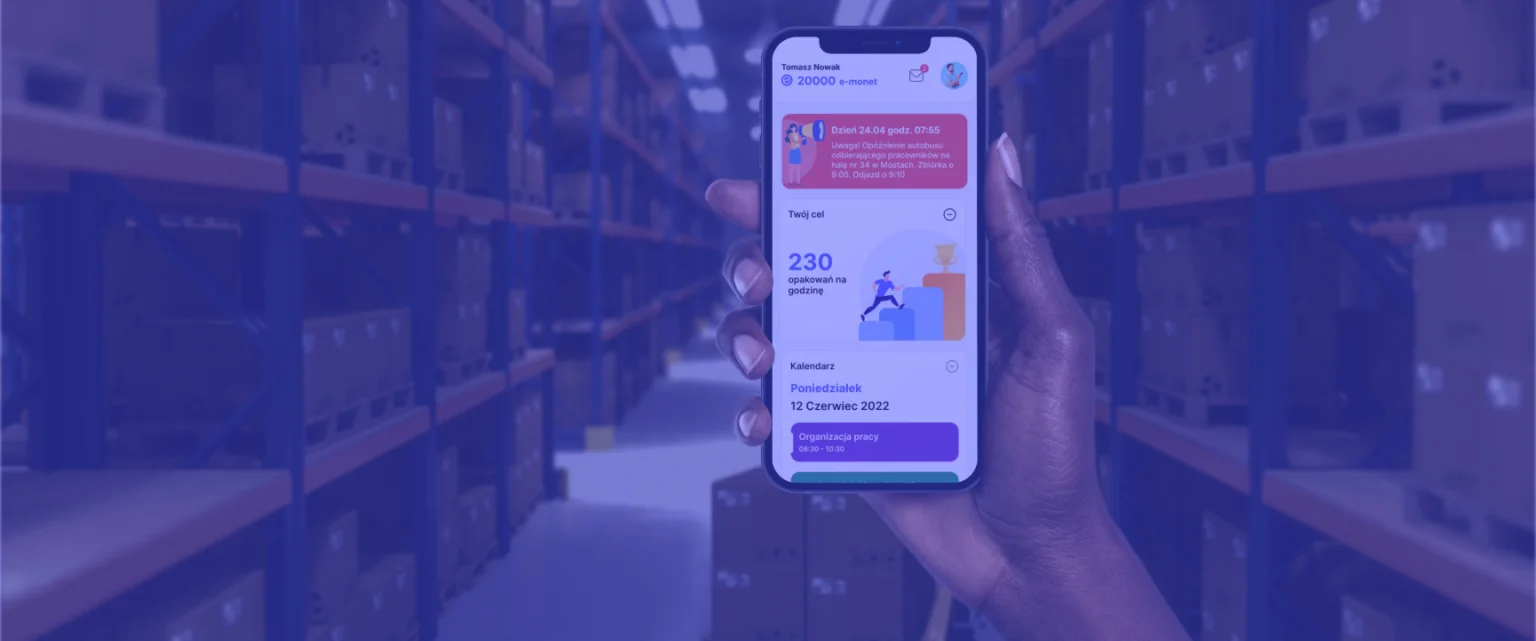 Tomasz Nowak
20000 e-monet
Dzień 24.04 godz. 07:55
Uwaga! Opóźnienie autobusu
odbierającego pracowników na
halę nr 34 w Mostach. Zbiórka o
9:05. Odjazd o 9:10
Twój cel
230
opakowań na
godzinę
Kalendarz
Poniedziałek
12 Czerwiec 2022
Organizacja pracy
08:30 - 10:30